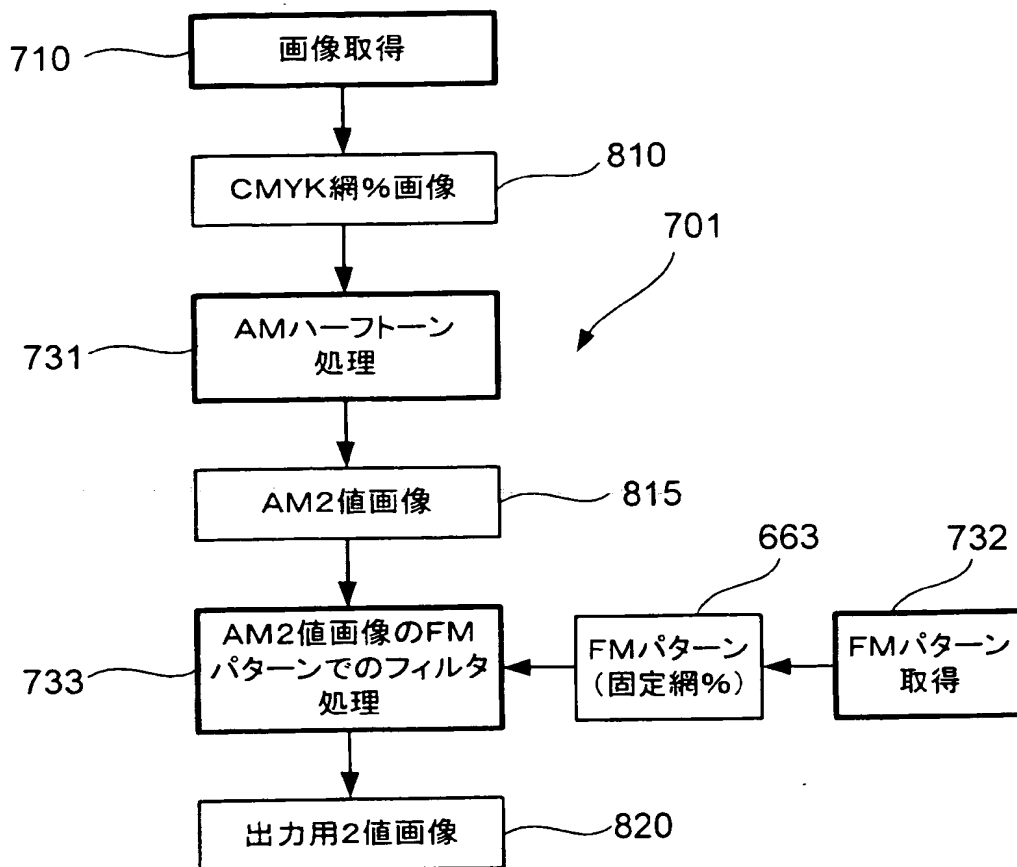 710
画像取得
CMYK網%画像
810
701
731
AMハーフトーン
処理
AM2値画像
815
663
732
733
AM2値画像のFM
パターンでのフィルタ
処理
FMパターン
(固定網%)
FMパターン
取得
出力用2値画像
820